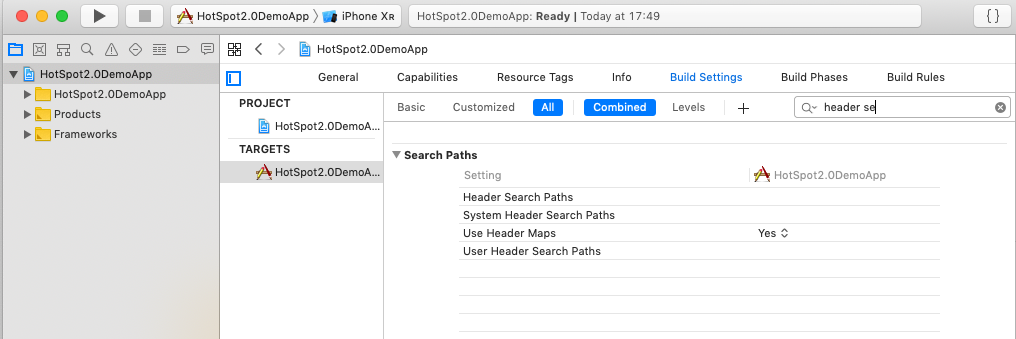 HotSpot2.0DemoApp iPhone XR HotSpot2.0DemoApp: Ready | Today at 17:49 { }
HotSpot2.0DemoApp
HotSpot2.0DemoApp
HotSpot2.0DemoApp
Products
Frameworks
General Capabilities Resource Tags Info Build Settings Build Phases Build Rules
PROJECT
HotSpot2.0DemoA...
TARGETS
HotSpot2.0DemoA...
Basic Customized All Combined Levels + header se
Search Paths
Setting HotSpot2.0DemoApp
Header Search Paths
System Header Search Paths
Use Header Maps Yes
User Header Search Paths